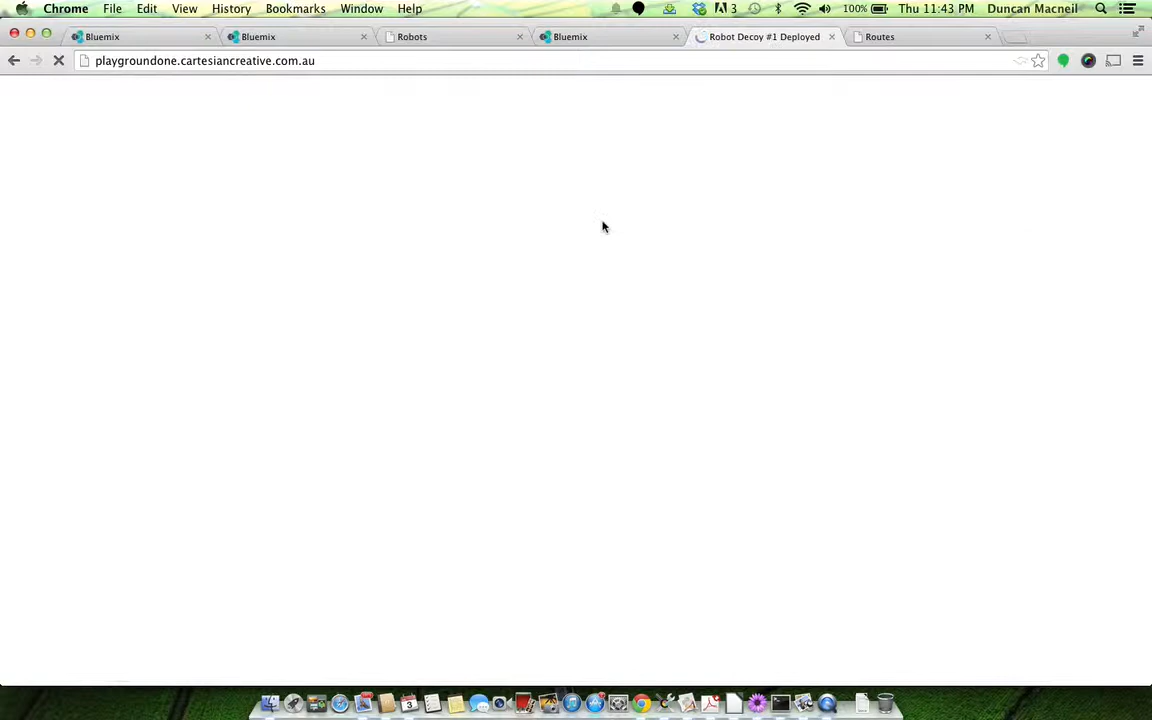 Chrome File Edit View History Bookmarks Window Help 3 100% Thu 11:43 PM Duncan Macneil
Bluemix Bluemix Robots Bluemix Robot Decoy #1 Deployed Routes
playgroundone.cartesiancreative.com.au
3